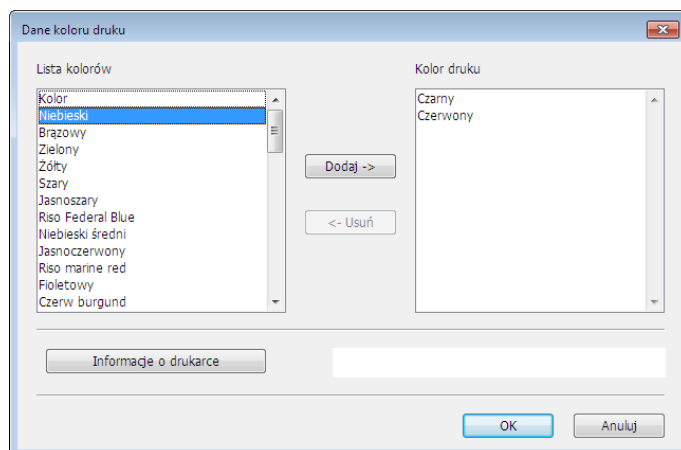 Dane koloru druku
Lista kolorów
Kolor druku
Kolor
Niebieski
Brązowy
Zielony
Żółty
Szary
Jasnoszary
Riso Federal Blue
Niebieski średni
Jasnoczerwony
Riso marine red
Fioletowy
Czerw burgund
Dodaj ->
<- Usuń
Czarny
Czerwony
Informacje o drukarce
OK
Anuluj